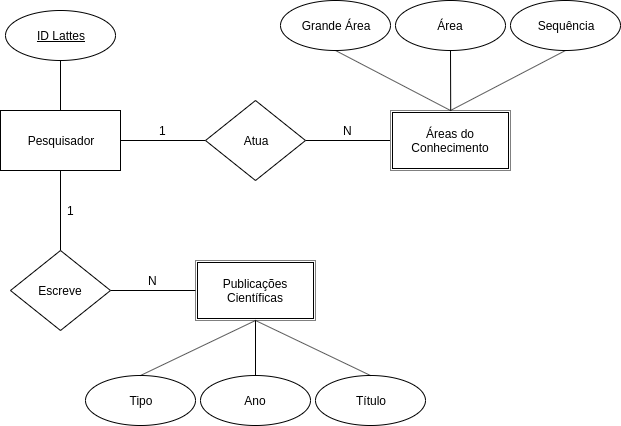 Grande Área
Área
Sequência
ID Lattes
Pesquisador
1
Atua
N
Áreas do
Conhecimento
1
Escreve
N
Publicações
Científicas
Tipo
Ano
Título